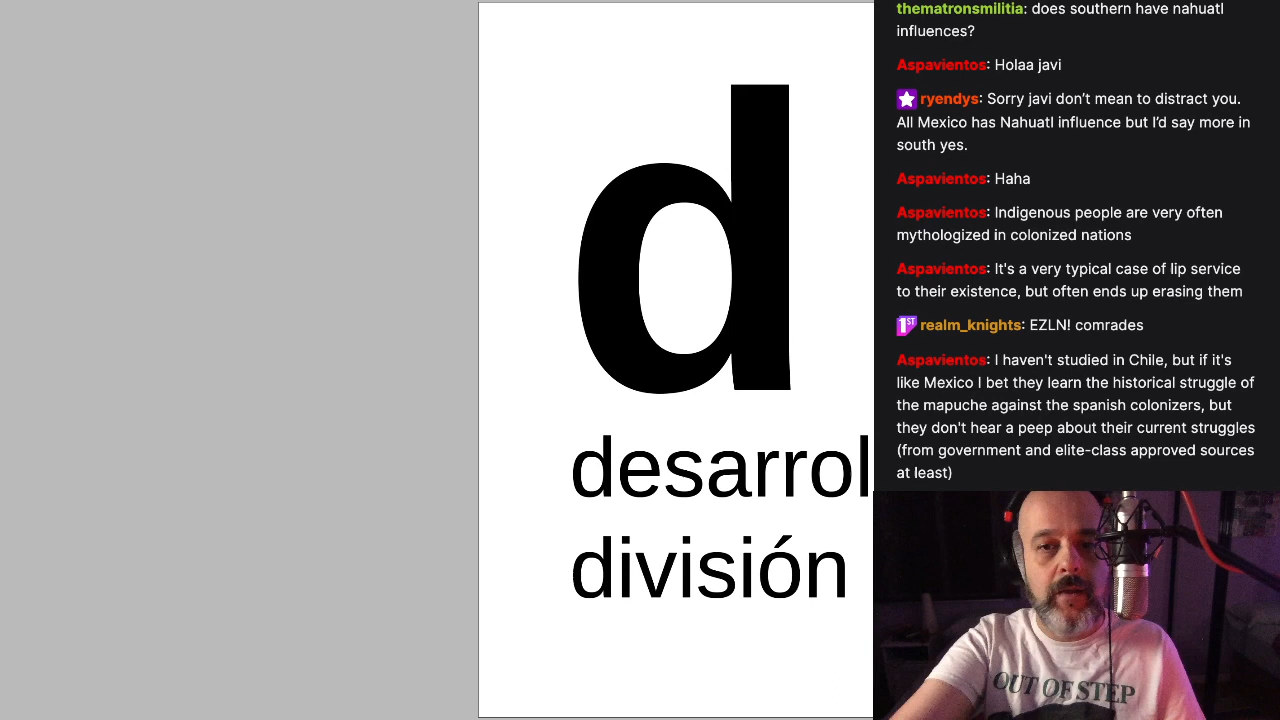 d
desarrol
división
thematronsmilitia: does southern have nahuatl
influences?
Aspavientos: Holaa javi
ryendys: Sorry javi don’t mean to distract you.
All Mexico has Nahuatl influence but I’d say more in
south yes.
Aspavientos: Haha
Aspavientos: Indigenous people are very often
mythologized in colonized nations
Aspavientos: It's a very typical case of lip service
to their existence, but often ends up erasing them
1ST realm_knights: EZLN! comrades
Aspavientos: I haven't studied in Chile, but if it's
like Mexico I bet they learn the historical struggle of
the mapuche against the spanish colonizers, but
they don't hear a peep about their current struggles
(from government and elite-class approved sources
at least)
OUT OF STEP